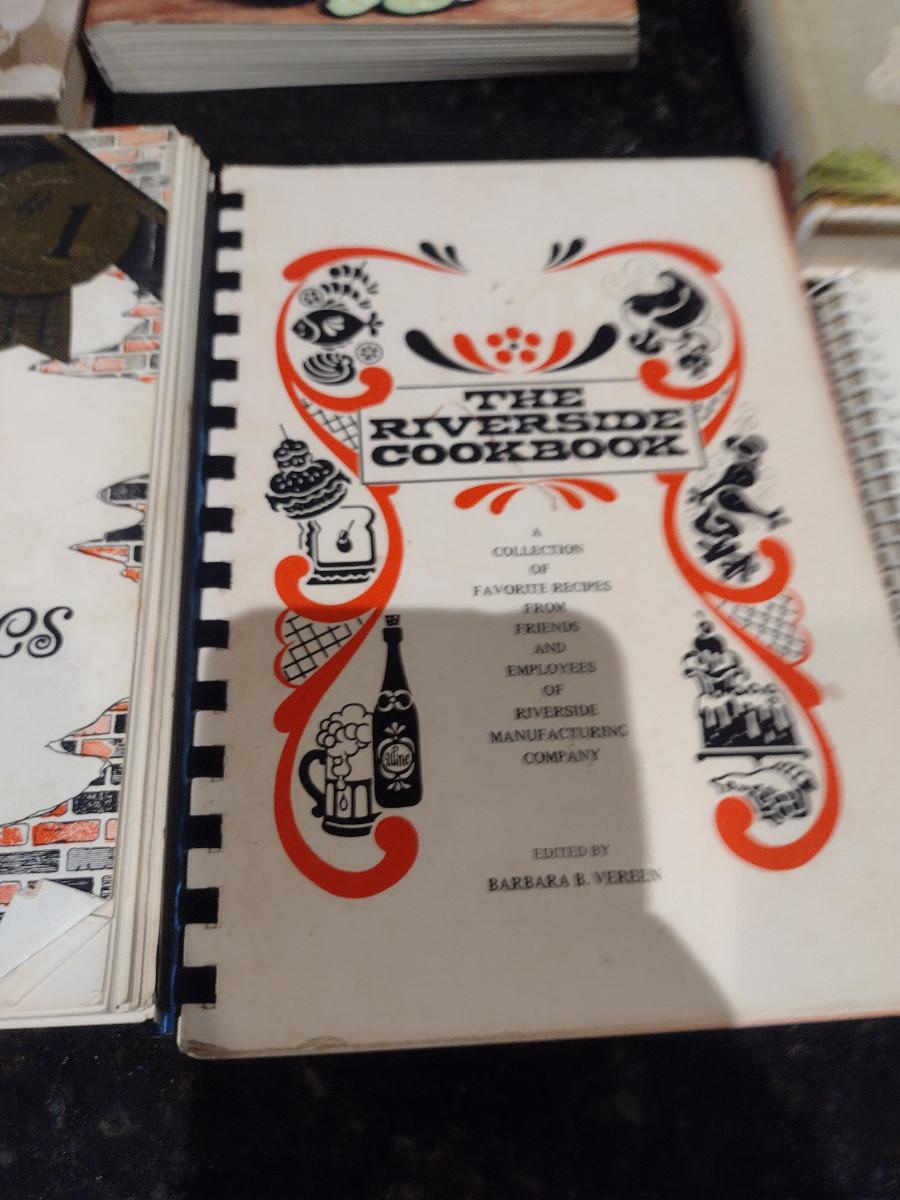 # 1
es
THE
RIVERSIDE
COOKBOOK
A
COLLECTION
OF
FAVORITE RECIPES
FROM
FRIENDS
AND
EMPLOYEES
OF
RIVERSIDE
MANUFACTURING
COMPANY
Wine
EDITED BY
BARBARA B. VEREEN